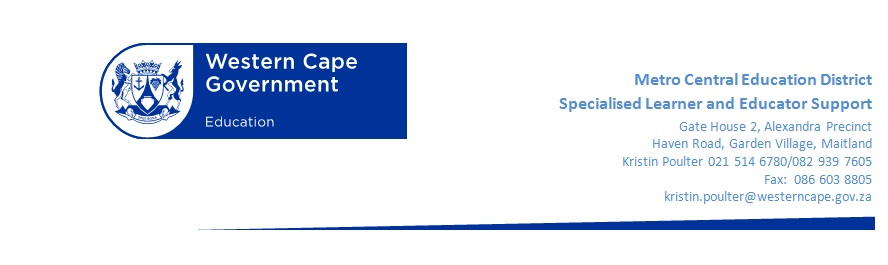 Western Cape
Government
Education
Metro Central Education District
Specialised Learner and Educator Support
Gate House 2, Alexandra Precinct
Haven Road, Garden Village, Maitland
Kristin Poulter 021 514 6780/082 939 7605
Fax: 086 603 8805
kristin.poulter@westerncape.gov.za